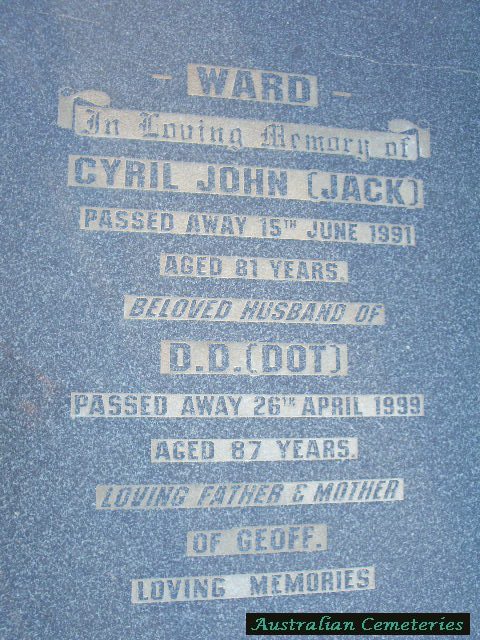 - WARD -
In Loving Memory of
CYRIL JOHN (JACK)
PASSED AWAY 15TH JUNE 1991
AGED 81 YEARS.
BELOVED HUSBAND OF
D.D.(DOT)
PASSED AWAY 26TH APRIL 1999
AGED 87 YEARS.
LOVING FATHER & MOTHER
OF GEOFF.
LOVING MEMORIES
Australian Cemeteries